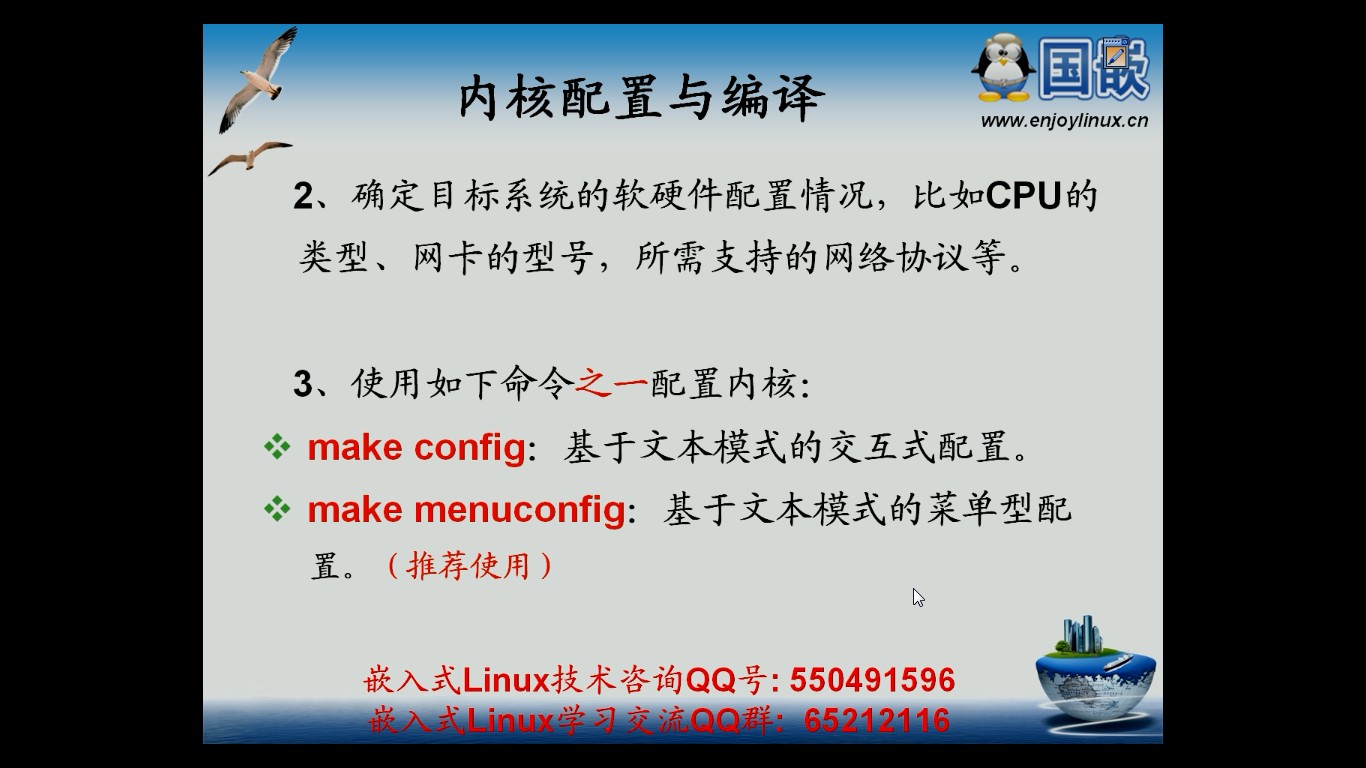 内核配置与编译
国嵌
www.enjoylinux.cn
2、确定目标系统的软硬件配置情况，比如CPU的
类型、网卡的型号，所需支持的网络协议等。
3、使用如下命令之一配置内核：
make config：基于文本模式的交互式配置。
make menuconfig：基于文本模式的菜单型配
置。（推荐使用）
嵌入式Linux技术咨询QQ号: 550491596
嵌入式Linux学习交流QQ群: 65212116